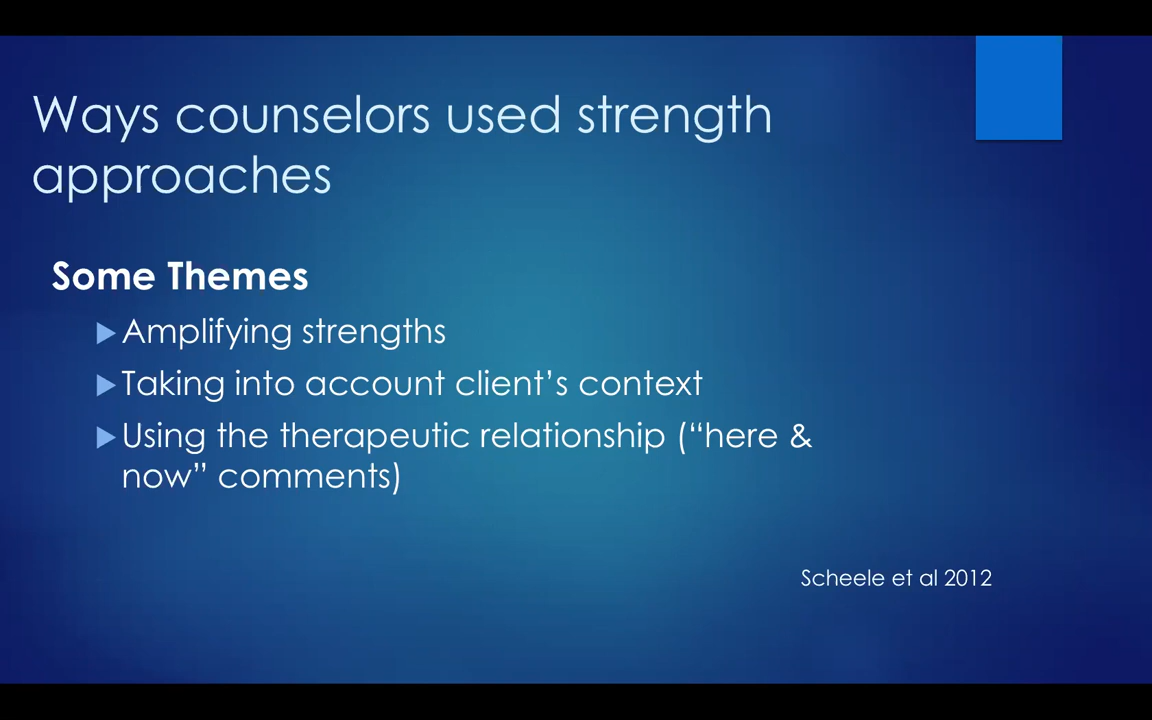 Ways counselors used strength
approaches
Some Themes
Amplifying strengths
Taking into account client’s context
Using the therapeutic relationship (“here &
now” comments)
Scheele et al 2012